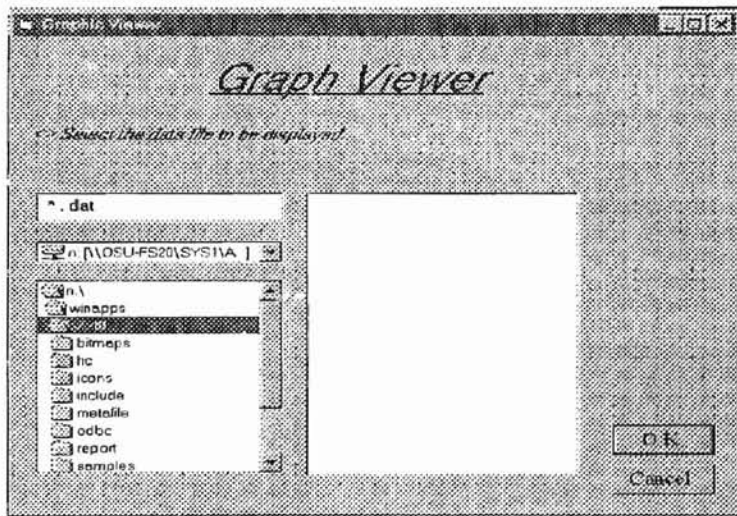 Graphic Viewer
Graph Viewer
<> Select the data file to be displayed
*.dat
n: [\\OSU-FS20\SYS1\A ]
n:\
winapps
bitmaps
hc
icons
include
metafile
odbc
report
samples
OK
Cancel